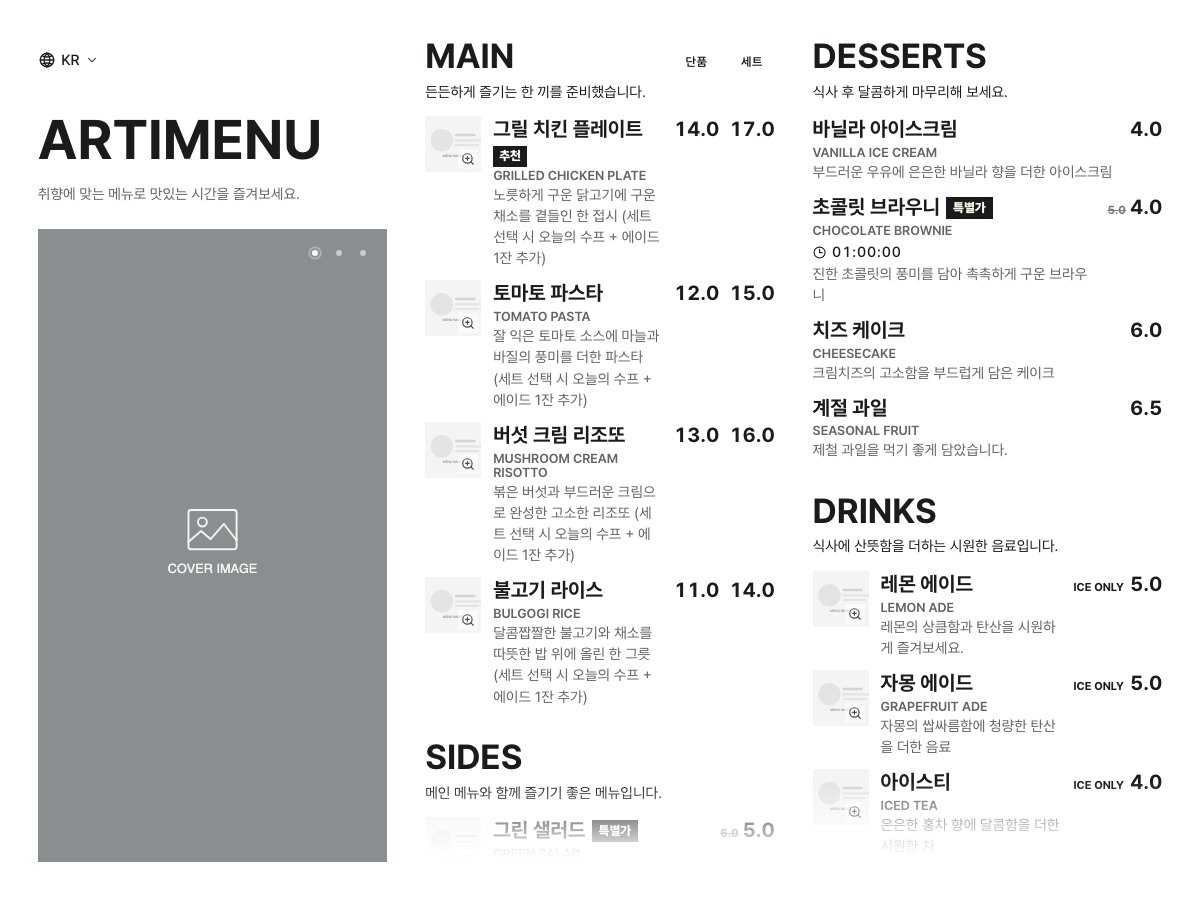 KR
ARTIMENU
취향에 맞는 메뉴로 맛있는 시간을 즐겨보세요.
COVER IMAGE
MAIN
단품 세트
든든하게 즐기는 한 끼를 준비했습니다.
그릴 치킨 플레이트 14.0 17.0
추천
GRILLED CHICKEN PLATE
노릇하게 구운 닭고기에 구운
채소를 곁들인 한 접시 (세트
선택 시 오늘의 수프 + 에이드
1잔 추가)
토마토 파스타 12.0 15.0
TOMATO PASTA
잘 익은 토마토 소스에 마늘과
바질의 풍미를 더한 파스타
(세트 선택 시 오늘의 수프 +
에이드 1잔 추가)
버섯 크림 리조또 13.0 16.0
MUSHROOM CREAM
RISOTTO
볶은 버섯과 부드러운 크림으
로 완성한 고소한 리조또 (세
트 선택 시 오늘의 수프 + 에
이드 1잔 추가)
불고기 라이스 11.0 14.0
BULGOGI RICE
달콤짭짤한 불고기와 채소를
따뜻한 밥 위에 올린 한 그릇
(세트 선택 시 오늘의 수프 +
에이드 1잔 추가)
SIDES
메인 메뉴와 함께 즐기기 좋은 메뉴입니다.
그린 샐러드 특별가 6.0 5.0
GREEN SALAD
DESSERTS
식사 후 달콤하게 마무리해 보세요.
바닐라 아이스크림 4.0
VANILLA ICE CREAM
부드러운 우유에 은은한 바닐라 향을 더한 아이스크림
초콜릿 브라우니 특별가 5.0 4.0
CHOCOLATE BROWNIE
01:00:00
진한 초콜릿의 풍미를 담아 촉촉하게 구운 브라우
니
치즈 케이크 6.0
CHEESECAKE
크림치즈의 고소함을 부드럽게 담은 케이크
계절 과일 6.5
SEASONAL FRUIT
제철 과일을 먹기 좋게 담았습니다.
DRINKS
식사에 산뜻함을 더하는 시원한 음료입니다.
레몬 에이드 ICE ONLY 5.0
LEMON ADE
레몬의 상큼함과 탄산을 시원하
게 즐겨보세요.
자몽 에이드 ICE ONLY 5.0
GRAPEFRUIT ADE
자몽의 쌉싸름함에 청량한 탄산
을 더한 음료
아이스티 ICE ONLY 4.0
ICED TEA
은은한 홍차 향에 달콤함을 더한
시원한 차